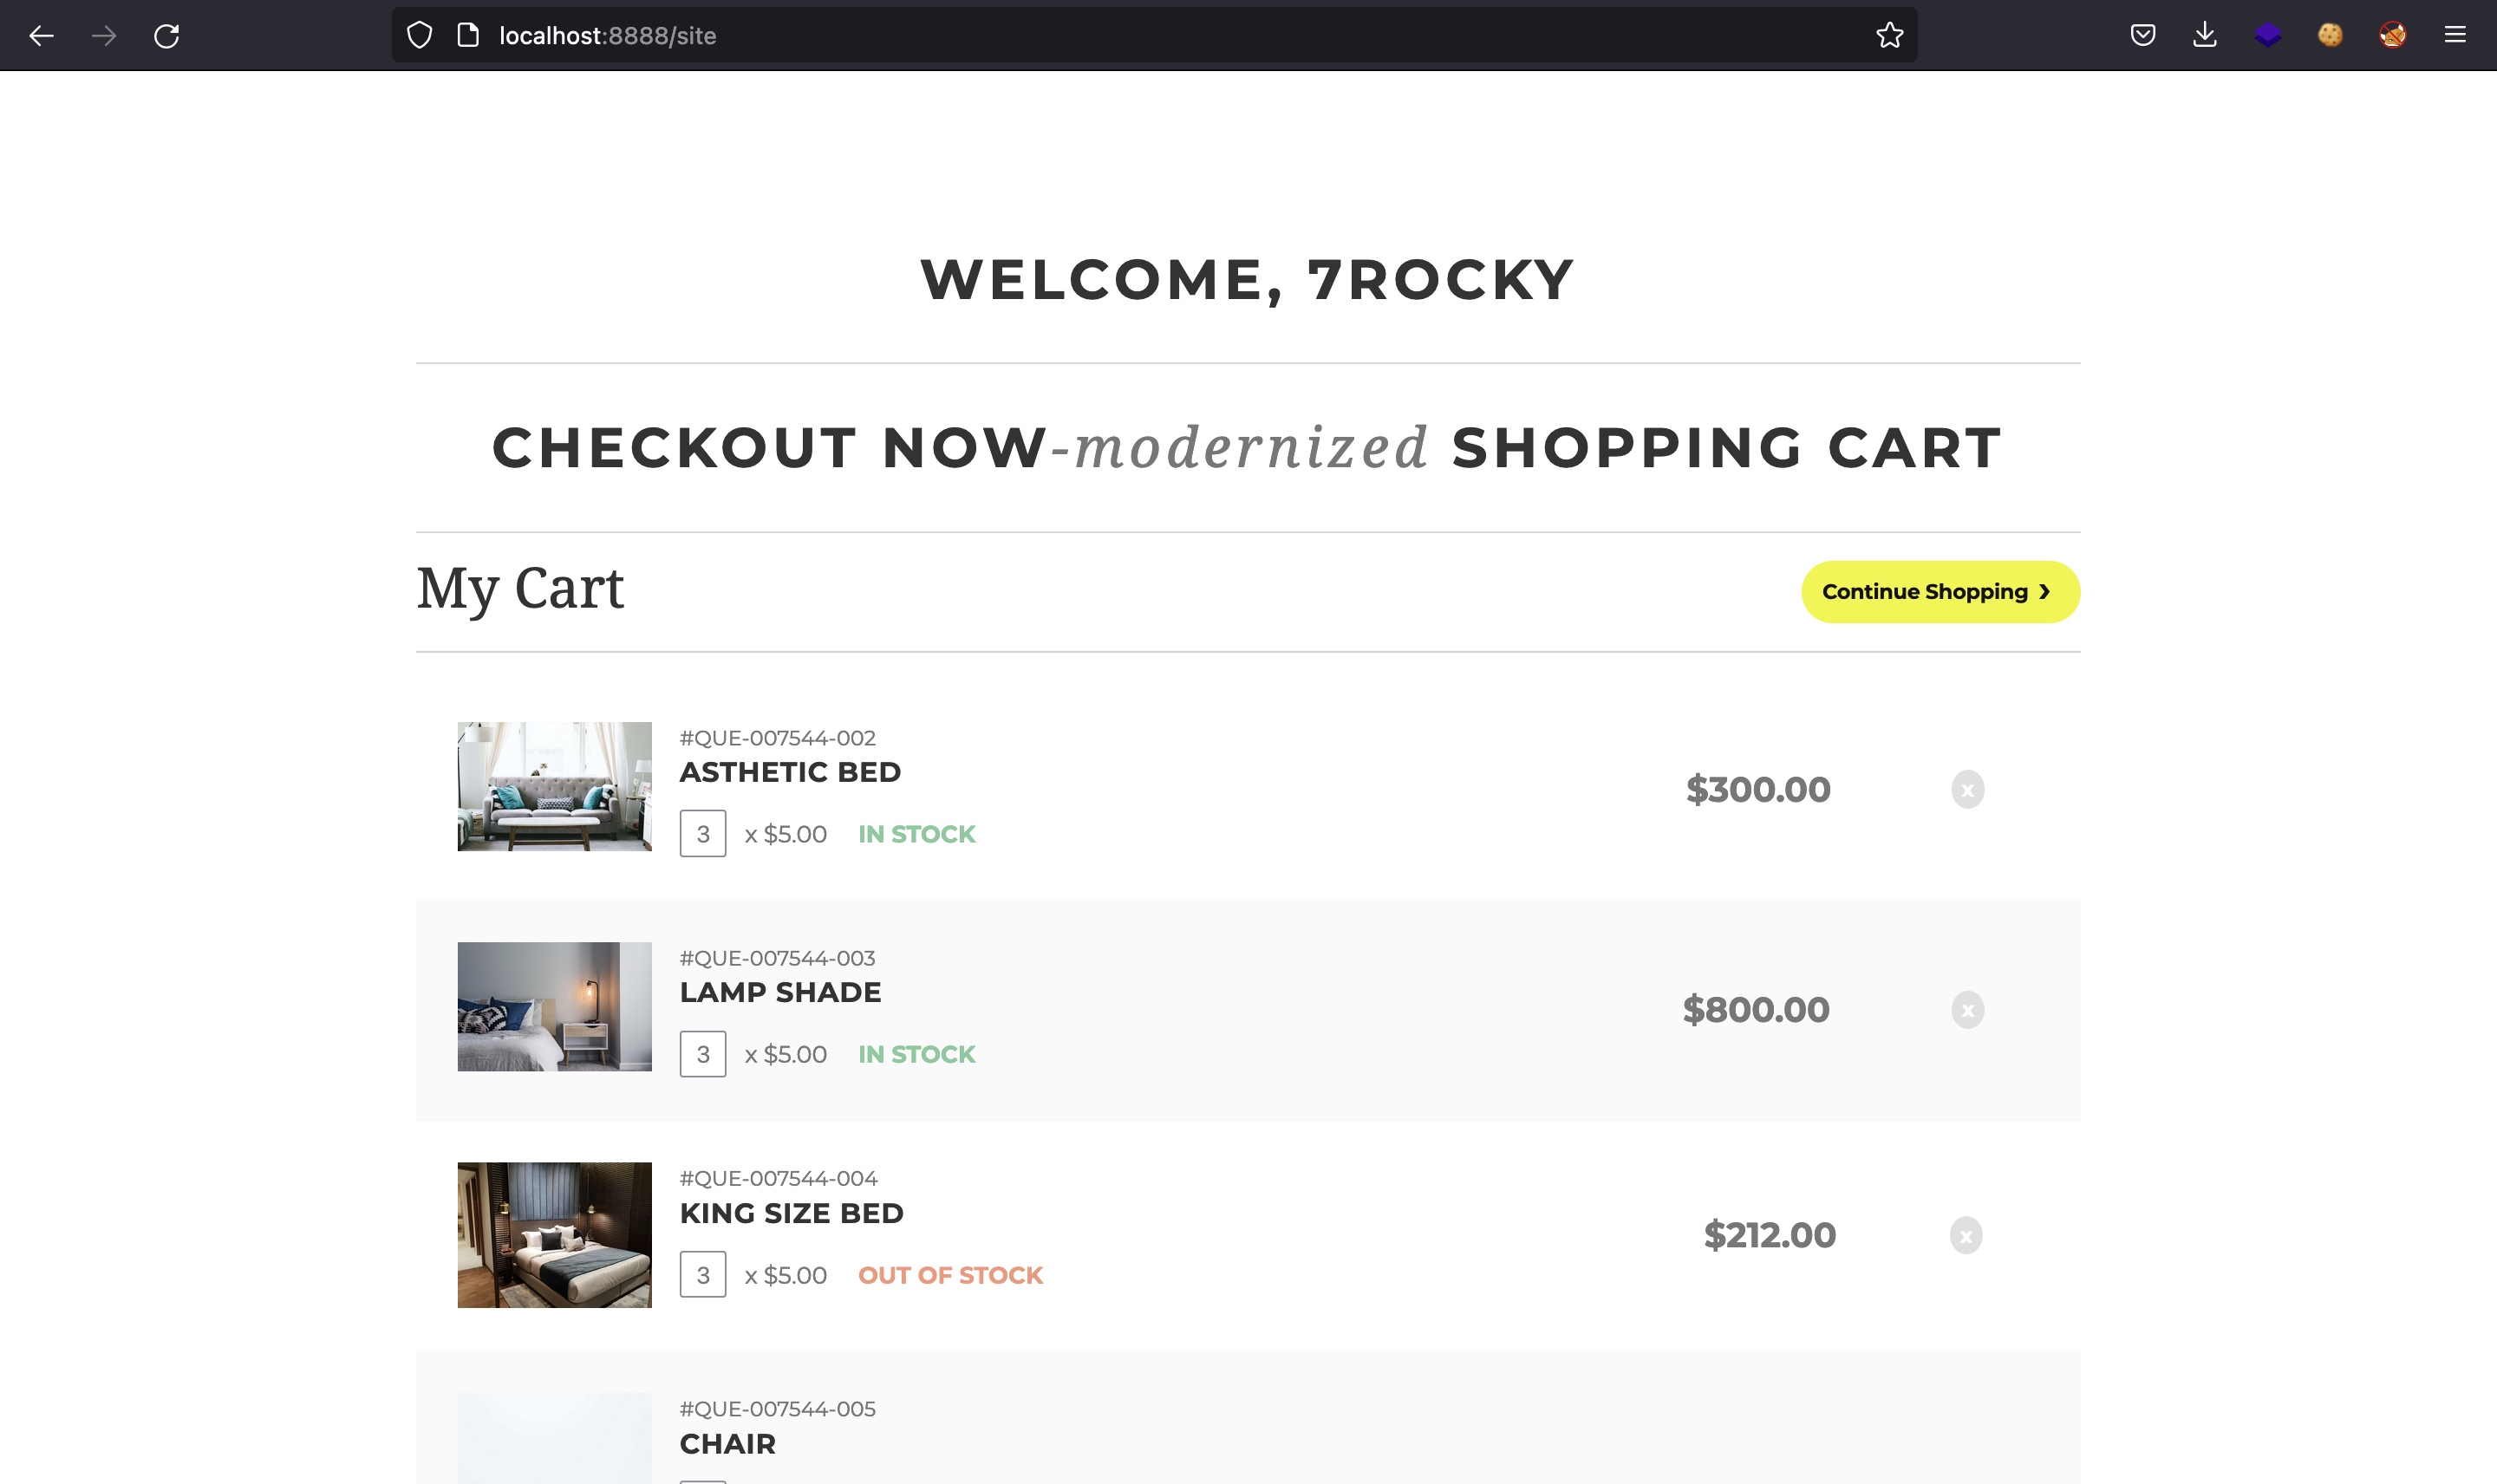 localhost:8888/site
WELCOME, 7ROCKY
CHECKOUT NOW-modernized SHOPPING CART
My Cart
Continue Shopping ❯
#QUE-007544-002
ASTHETIC BED
3 x $5.00 IN STOCK
$300.00
x
#QUE-007544-003
LAMP SHADE
3 x $5.00 IN STOCK
$800.00
x
#QUE-007544-004
KING SIZE BED
3 x $5.00 OUT OF STOCK
$212.00
x
#QUE-007544-005
CHAIR